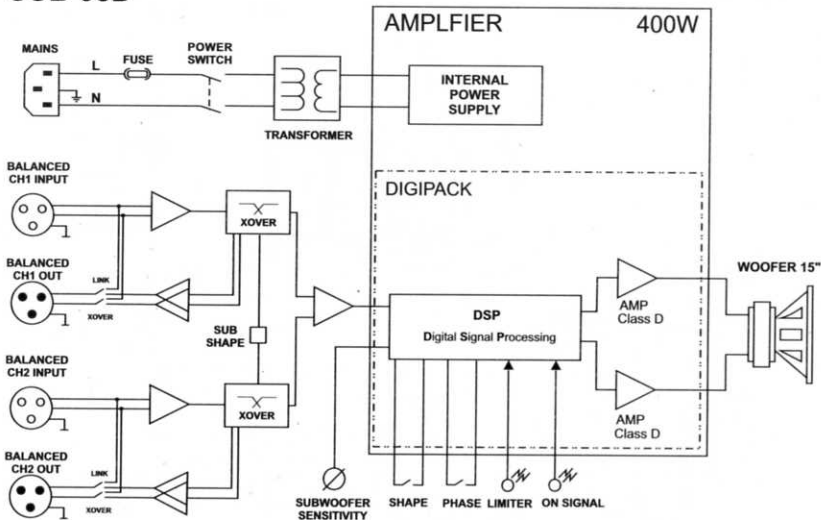 AMPLFIER 400W
MAINS
L
FUSE
POWER
SWITCH
N
TRANSFORMER
INTERNAL
POWER
SUPPLY
BALANCED
CH1 INPUT
XOVER
BALANCED
CH1 OUT
LINK
XOVER
SUB
SHAPE
BALANCED
CH2 INPUT
XOVER
BALANCED
CH2 OUT
LINK
XOVER
DIGIPACK
DSP
Digital Signal Processing
AMP
Class D
AMP
Class D
WOOFER 15"
SUBWOOFER
SENSITIVITY
SHAPE
PHASE
LIMITER
ON SIGNAL